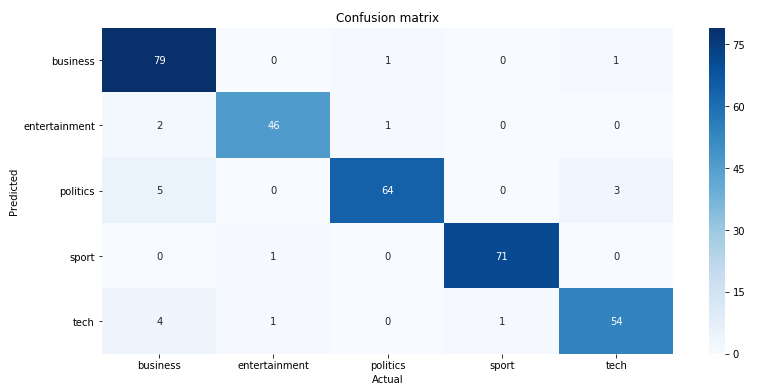 Confusion matrix
business 79 0 1 0 1
entertainment 2 46 1 0 0
politics 5 0 64 0 3
sport 0 1 0 71 0
tech 4 1 0 1 54
business entertainment politics sport tech
Actual
Predicted
75
60
45
30
15
0